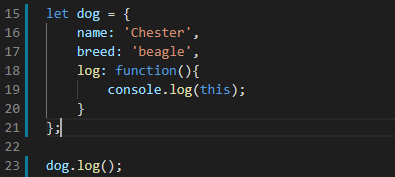 15 let dog = {
16     name: 'Chester',
17     breed: 'beagle',
18     log: function(){
19         console.log(this);
20     }
21 };
22
23 dog.log();